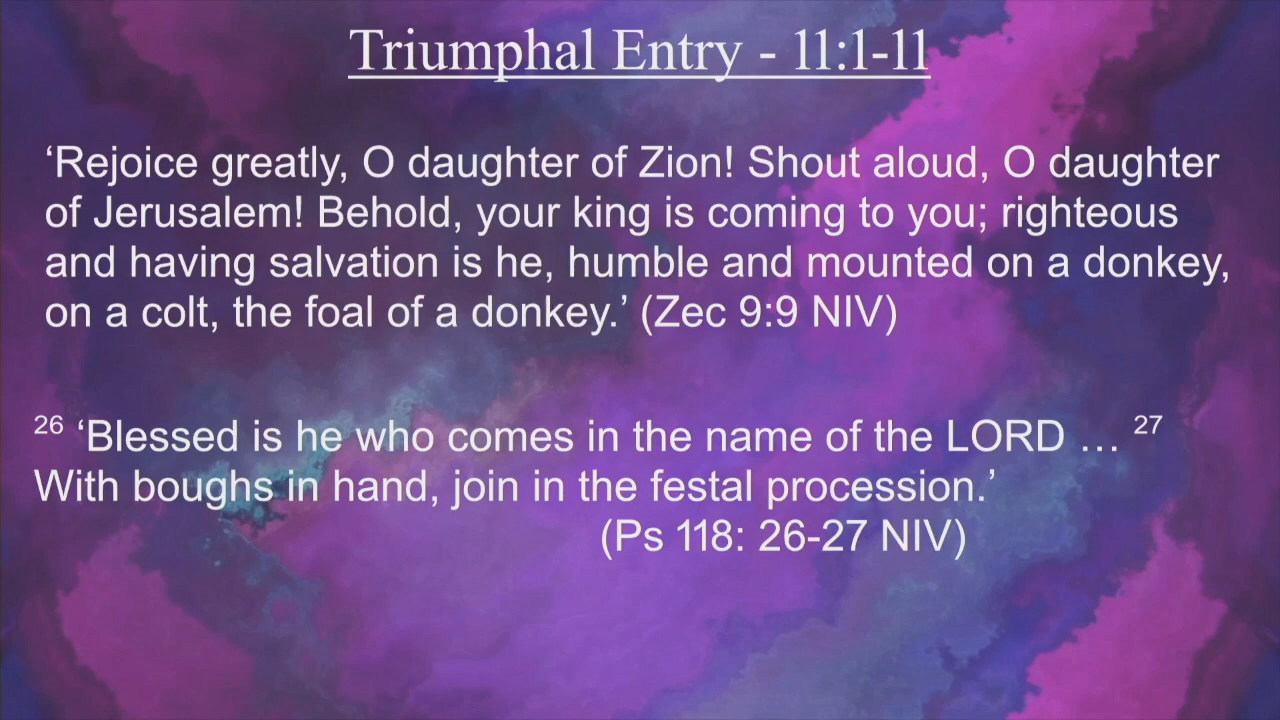 Triumphal Entry - 11:1-11
‘Rejoice greatly, O daughter of Zion! Shout aloud, O daughter
of Jerusalem! Behold, your king is coming to you; righteous
and having salvation is he, humble and mounted on a donkey,
on a colt, the foal of a donkey.’ (Zec 9:9 NIV)
26 ‘Blessed is he who comes in the name of the LORD … 27
With boughs in hand, join in the festal procession.’
(Ps 118: 26-27 NIV)